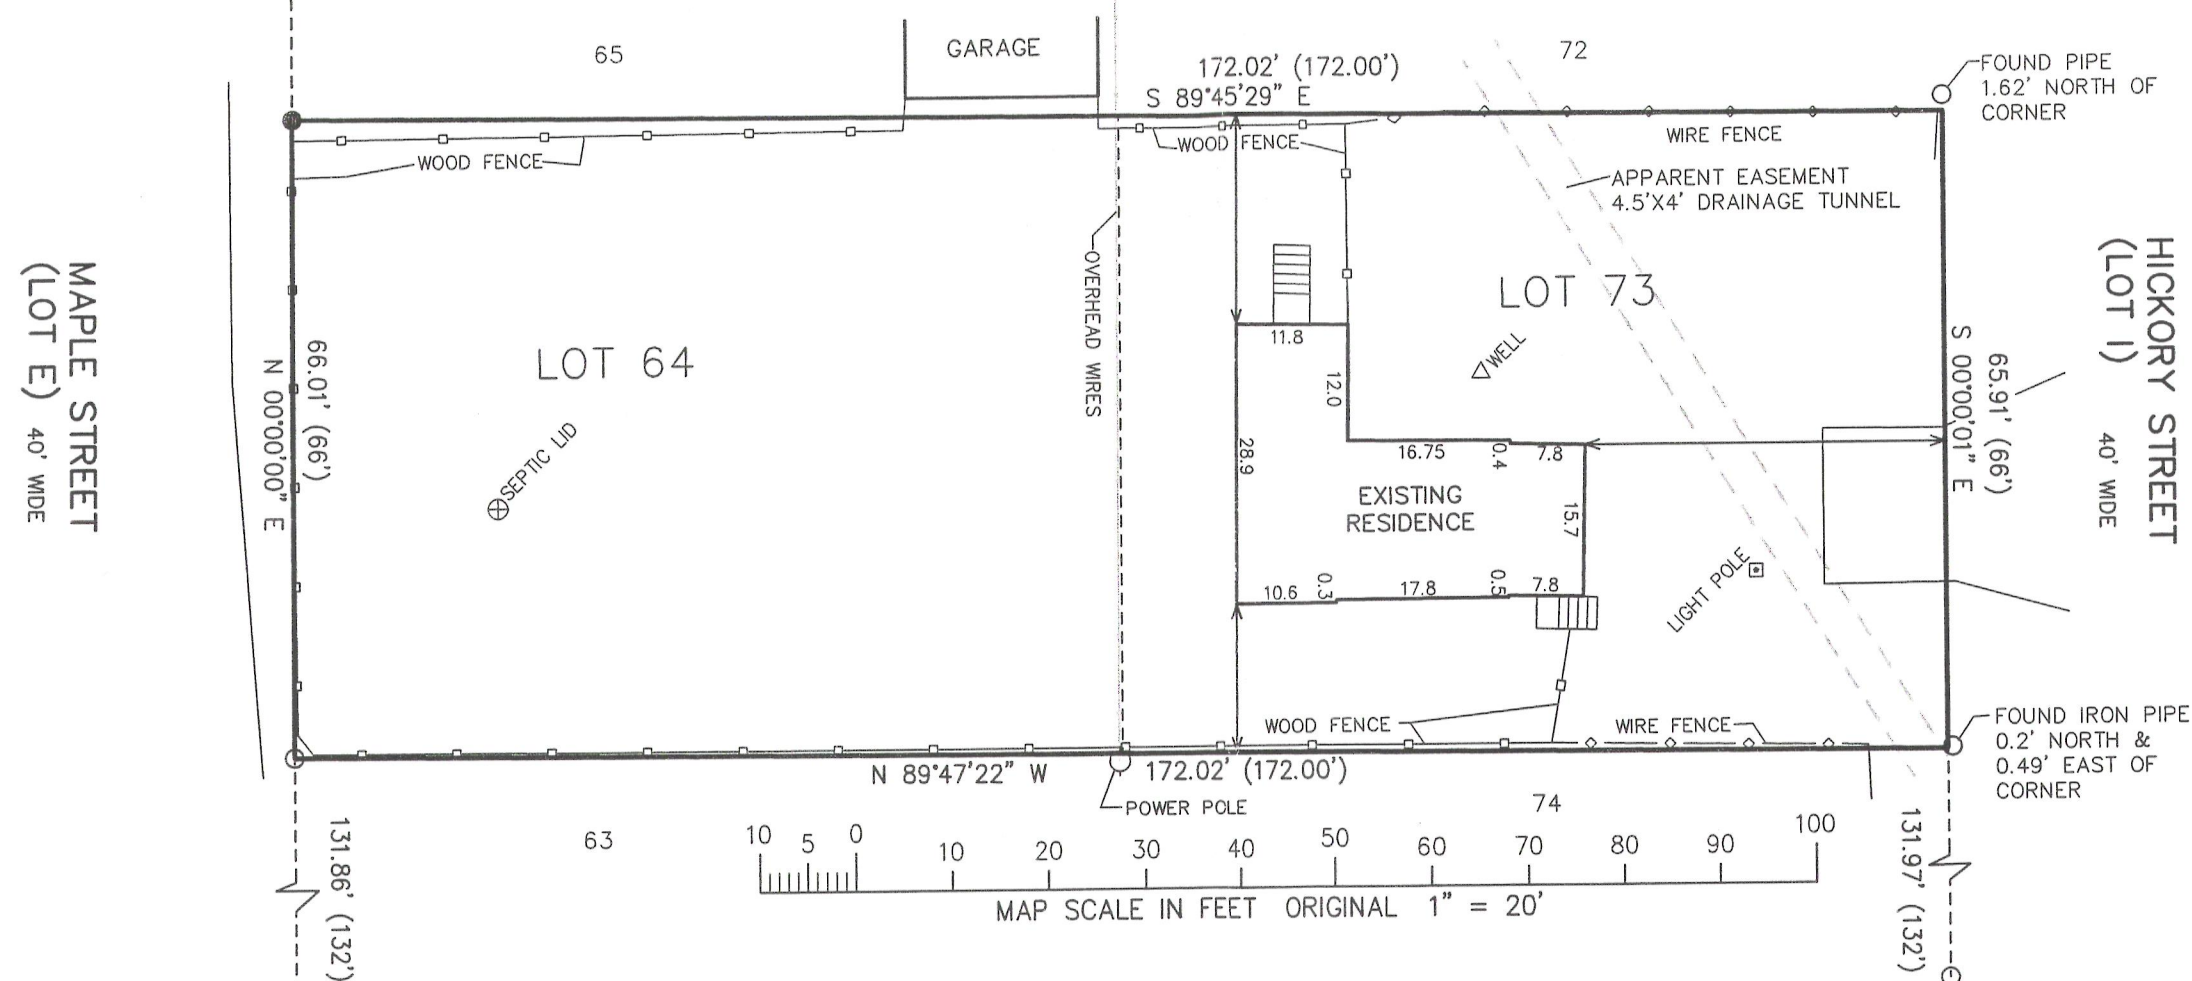 65
GARAGE
172.02' (172.00')
S 89°45'29" E
72
FOUND PIPE
1.62' NORTH OF
CORNER
WOOD FENCE
WOOD FENCE
WIRE FENCE
APPARENT EASEMENT
4.5'X4' DRAINAGE TUNNEL
MAPLE STREET
(LOT E) 40' WIDE
66.01' (66')
N 00°00'00" E
LOT 64
SEPTIC LID
OVERHEAD WIRES
11.8
12.0
28.9
16.75
0.4
7.8
15.7
EXISTING
RESIDENCE
10.6
0.3
17.8
0.5
7.8
LOT 73
WELL
LIGHT POLE
65.91' (66')
S 00°00'01" E
HICKORY STREET
(LOT I) 40' WIDE
WOOD FENCE
WIRE FENCE
FOUND IRON PIPE
0.2' NORTH &
0.49' EAST OF
CORNER
N 89°47'22" W
172.02' (172.00')
POWER POLE
74
63
131.86' (132')
131.97' (132')
10 5 0 10 20 30 40 50 60 70 80 90 100
MAP SCALE IN FEET ORIGINAL 1" = 20'